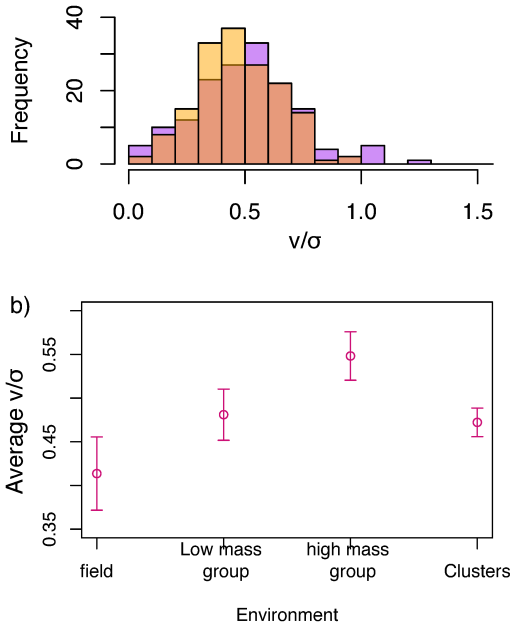 40
20
0
Frequency
0.0 0.5 1.0 1.5
v/σ
b)
0.55
0.45
0.35
Average v/σ
Low mass high mass
field group group Clusters
Environment